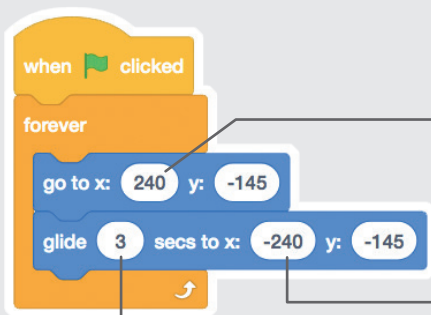 when clicked
forever
go to x: 240 y: -145
glide 3 secs to x: -240 y: -145